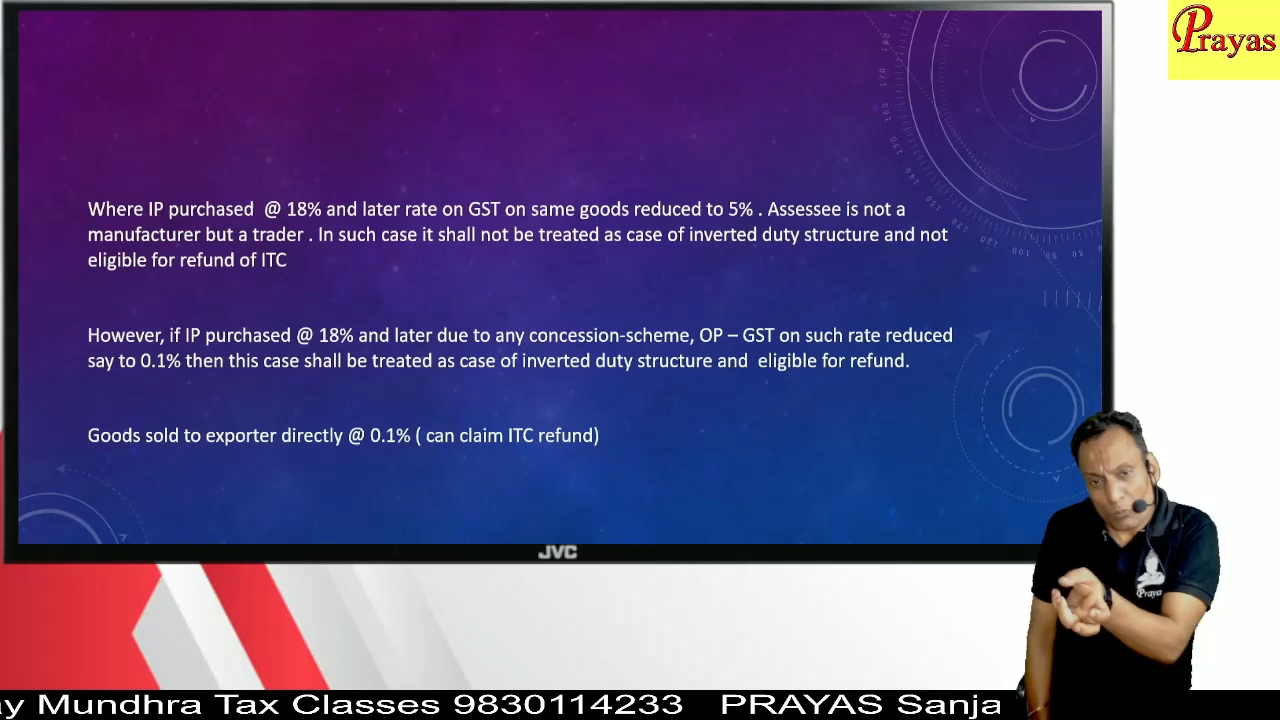 Prayas
Where IP purchased @ 18% and later rate on GST on same goods reduced to 5% . Assessee is not a
manufacturer but a trader . In such case it shall not be treated as case of inverted duty structure and not
eligible for refund of ITC
However, if IP purchased @ 18% and later due to any concession-scheme, OP – GST on such rate reduced
say to 0.1% then this case shall be treated as case of inverted duty structure and eligible for refund.
Goods sold to exporter directly @ 0.1% ( can claim ITC refund)
JVC
Prayas
ay Mundhra Tax Classes 9830114233 PRAYAS Sanja